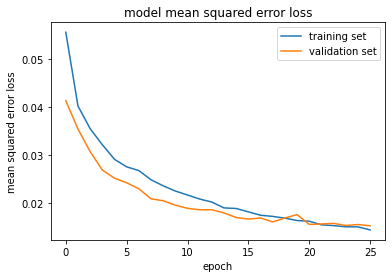 model mean squared error loss
training set
validation set
mean squared error loss
0.05
0.04
0.03
0.02
0 5 10 15 20 25
epoch